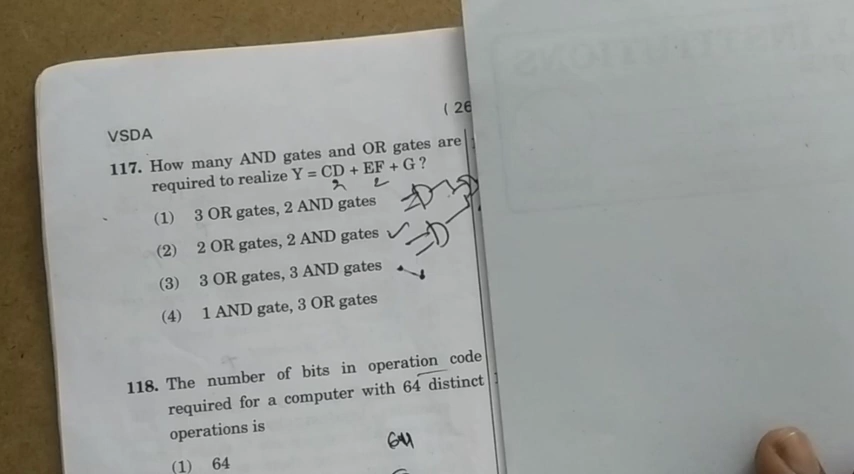 ( 26
VSDA
117. How many AND gates and OR gates are
required to realize Y = CD + EF + G ?
2 2
(1) 3 OR gates, 2 AND gates
(2) 2 OR gates, 2 AND gates ✓
(3) 3 OR gates, 3 AND gates
(4) 1 AND gate, 3 OR gates
118. The number of bits in operation code
required for a computer with 64 distinct
operations is
64
(1) 64